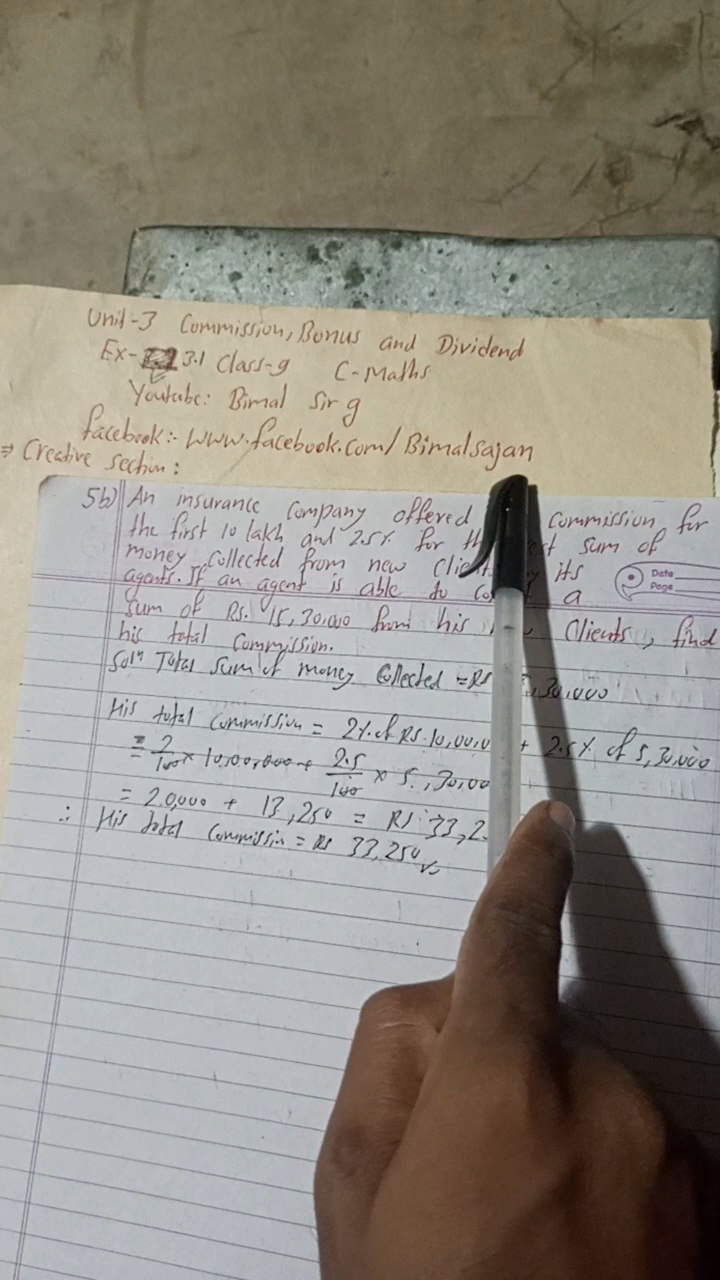 Unit-3 Commission, Bonus and Dividend
Ex- 3.1 Class-9 C-Maths
Youtube: Bimal Sir g
facebook:- www.facebook.com/Bimalsajan
⇒ Creative section:
5b) An insurance company offered commission for
the first 10 lakh and 2.5% for sum of
money collected from new its
agents. If an agent is able to a
Date
Page
sum of Rs. 15,30,000 from his clients, find
his total commission.
Solⁿ Total sum of money collected = Rs ,30,000
His total commission = 2% of Rs. 10,00,0 + 2.5% of 5,30,000
= 2/100 × 10,00,000 + 2.5/100 × 5,30,00
= 20,000 + 13,250 = Rs 33,2
∴ His total commission = Rs 33,250